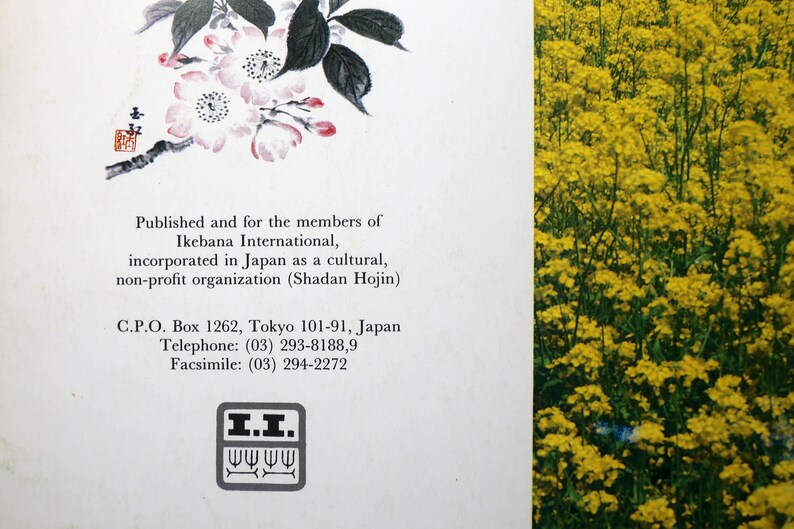 Published and for the members of
Ikebana International,
incorporated in Japan as a cultural,
non-profit organization (Shadan Hojin)
C.P.O. Box 1262, Tokyo 101-91, Japan
Telephone: (03) 293-8188,9
Facsimile: (03) 294-2272
I.I.